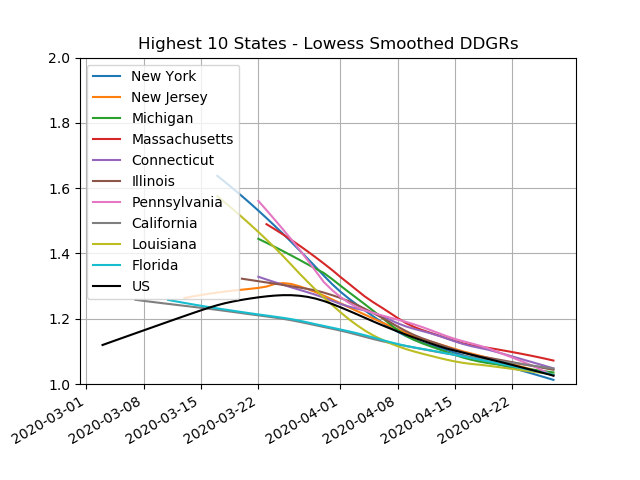 Highest 10 States - Lowess Smoothed DDGRs
2.0
1.8
1.6
1.4
1.2
1.0
New York
New Jersey
Michigan
Massachusetts
Connecticut
Illinois
Pennsylvania
California
Louisiana
Florida
US
2020-03-01
2020-03-08
2020-03-15
2020-03-22
2020-04-01
2020-04-08
2020-04-15
2020-04-22